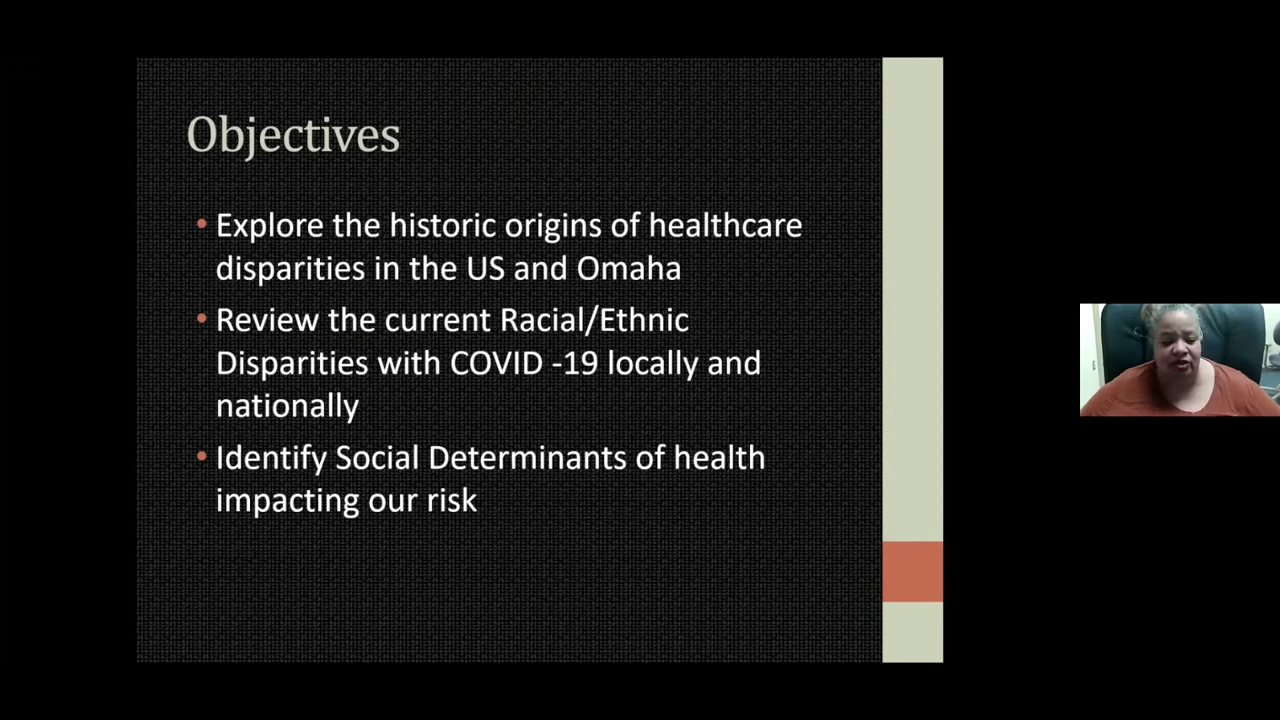 Objectives
• Explore the historic origins of healthcare
disparities in the US and Omaha
• Review the current Racial/Ethnic
Disparities with COVID -19 locally and
nationally
• Identify Social Determinants of health
impacting our risk